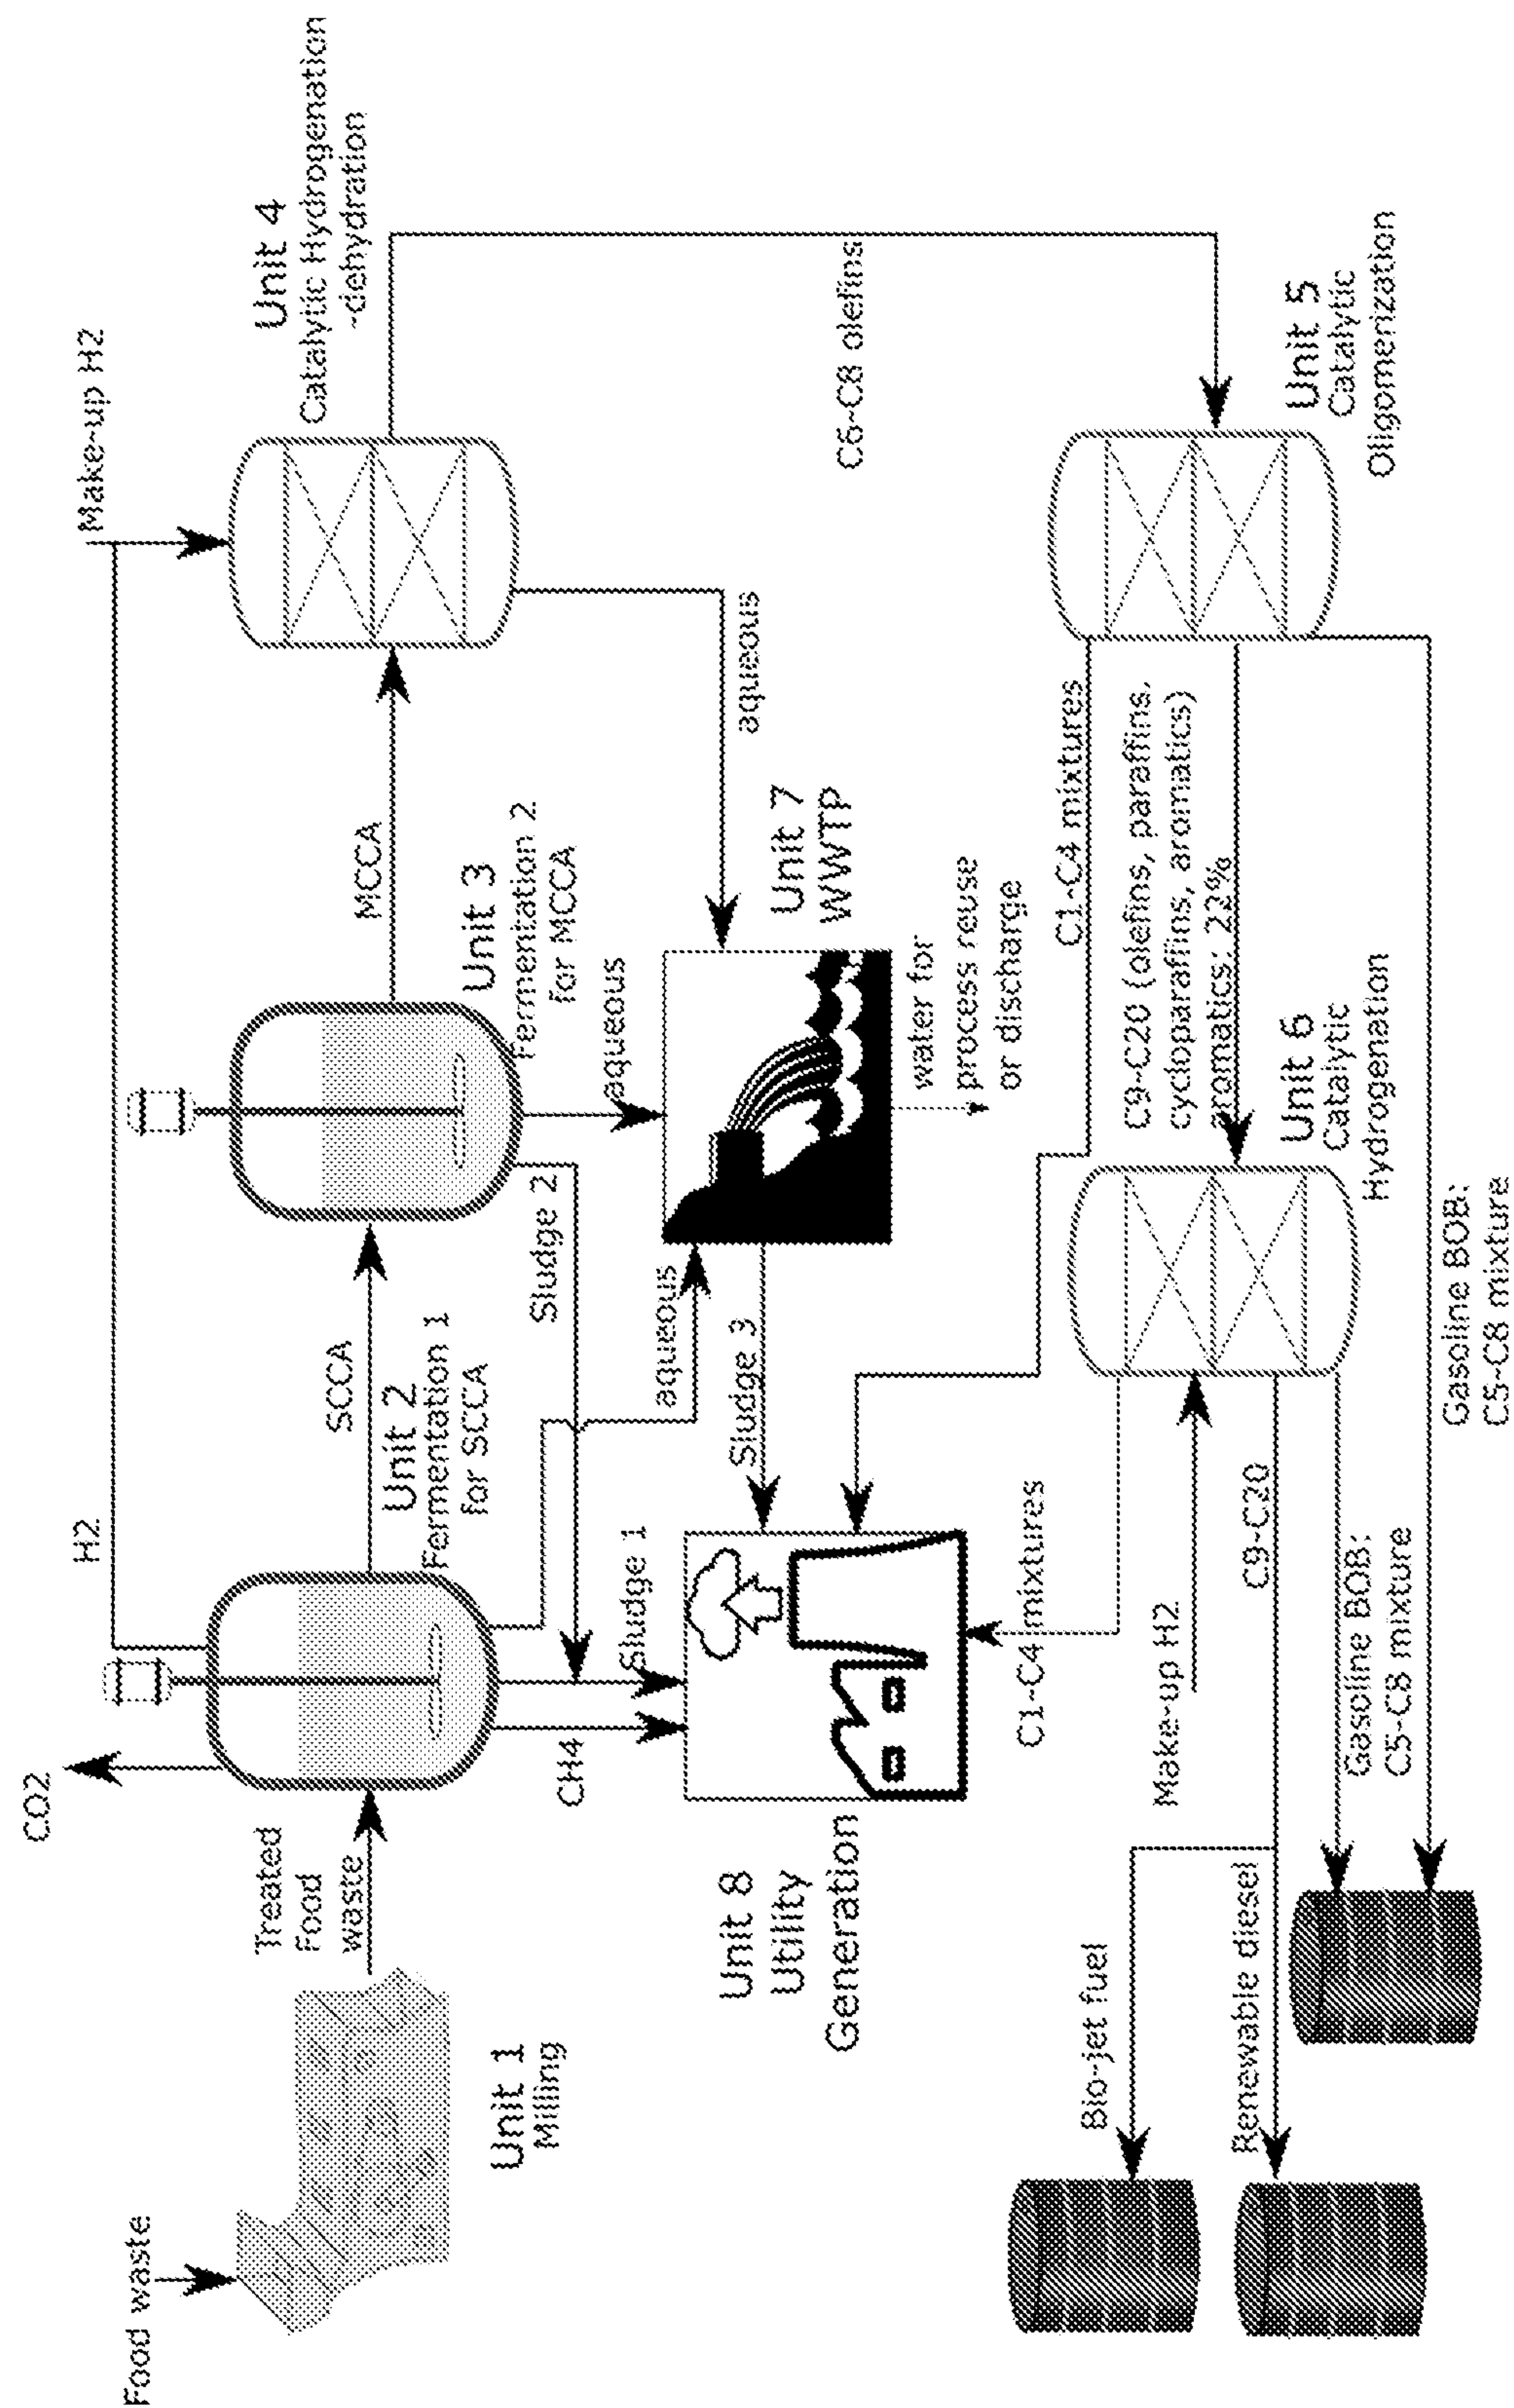 Food waste
Unit 1
Milling
Treated
Food
waste
CO2
H2
Unit 2
Fermentation 1
for SCCA
SCCA
Unit 3
Fermentation 2
for MCCA
MCCA
Make-up H2
Unit 4
Catalytic Hydrogenation
-dehydration
CH4
Sludge 1
Sludge 2
aqueous
aqueous
aqueous
Sludge 3
Unit 7
WWTP
water for
process reuse
or discharge
Unit 8
Utility
Generation
C6~C8 olefins
Unit 5
Catalytic
Oligomerization
C1~C4 mixtures
C9~C20 (olefins, paraffins,
cycloparaffins, aromatics)
aromatics: 22%
Unit 6
Catalytic
Hydrogenation
C1~C4 mixtures
Make-up H2
C9~C20
Bio-jet fuel
Renewable diesel
Gasoline BOB:
C5-C8 mixture
Gasoline BOB:
C5-C8 mixture